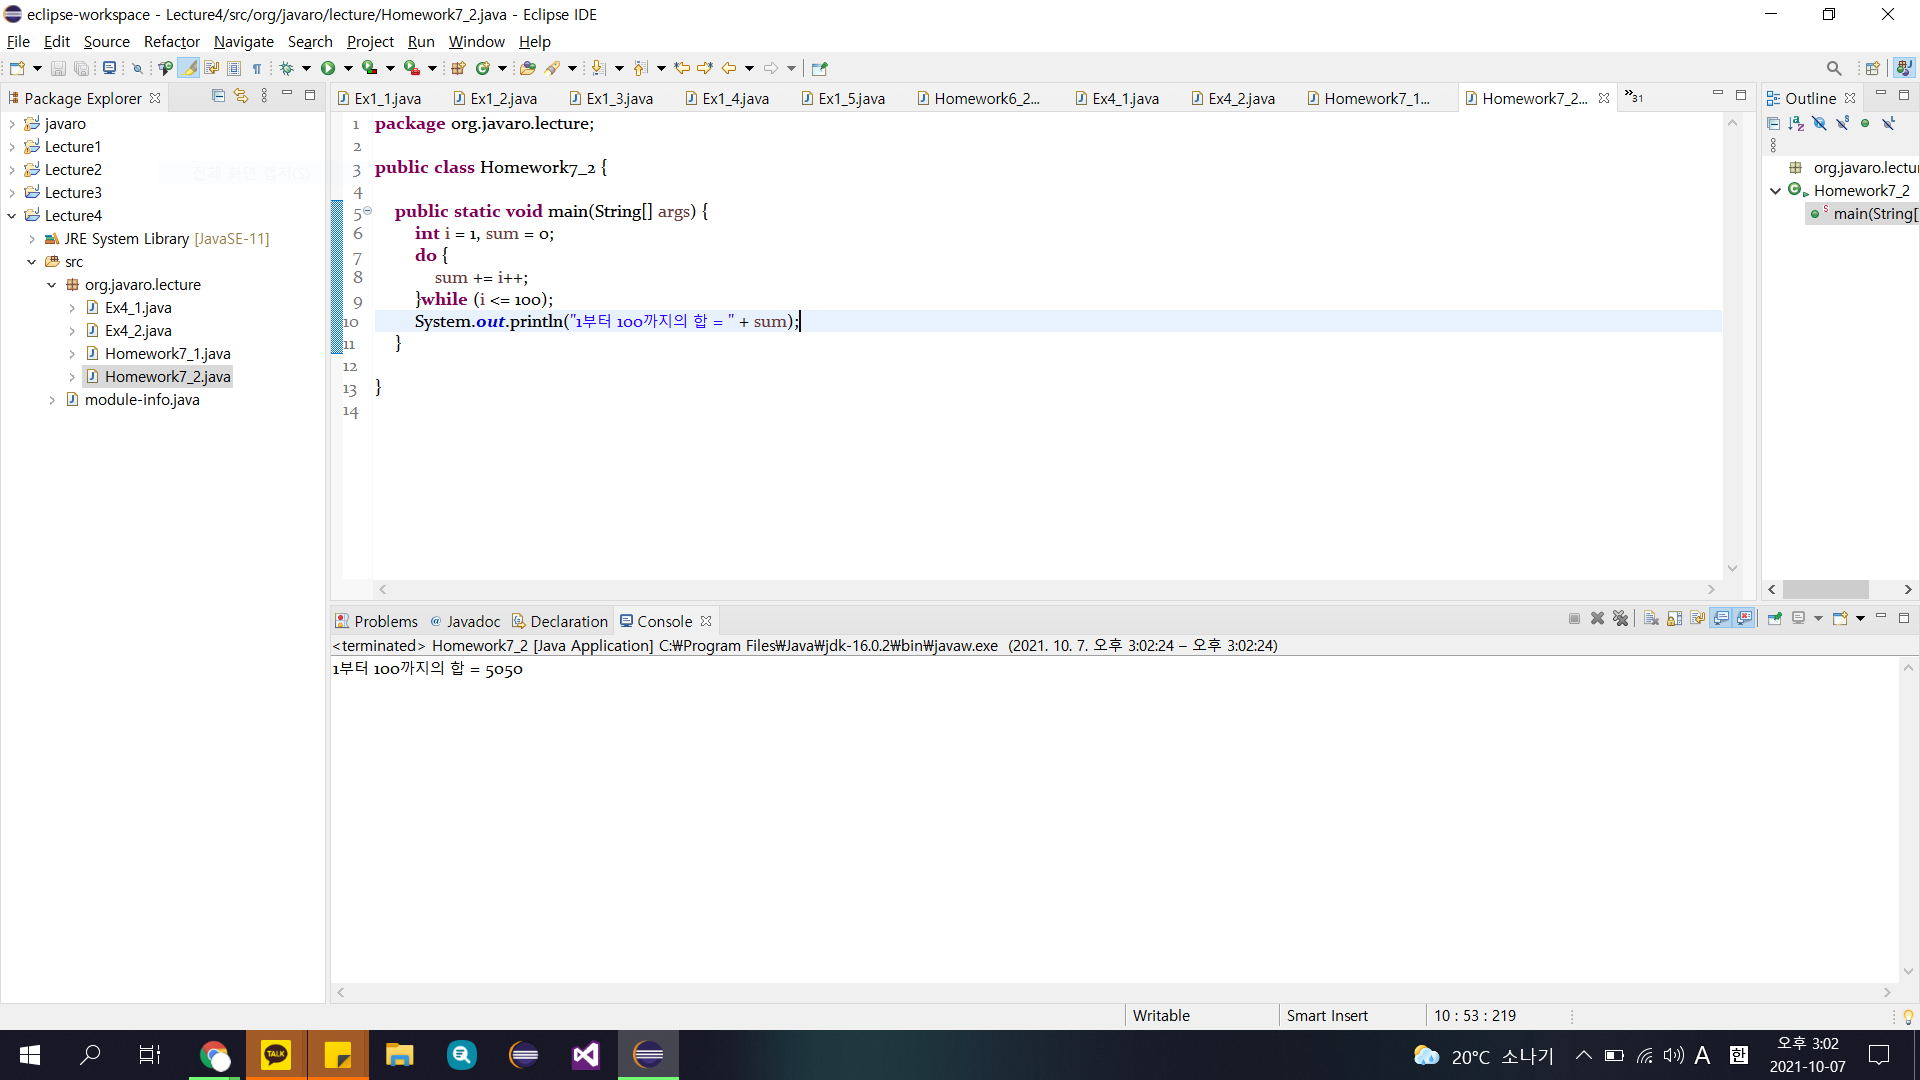 eclipse-workspace - Lecture4/src/org/javaro/lecture/Homework7_2.java - Eclipse IDE
File Edit Source Refactor Navigate Search Project Run Window Help
Package Explorer
javaro
Lecture1
Lecture2
전체 화면 캡처(S)
Lecture3
Lecture4
JRE System Library [JavaSE-11]
src
org.javaro.lecture
Ex4_1.java
Ex4_2.java
Homework7_1.java
Homework7_2.java
module-info.java
Ex1_1.java Ex1_2.java Ex1_3.java Ex1_4.java Ex1_5.java Homework6_2... Ex4_1.java Ex4_2.java Homework7_1... Homework7_2... »31
1 package org.javaro.lecture;
2
3 public class Homework7_2 {
4
5 public static void main(String[] args) {
6 int i = 1, sum = 0;
7 do {
8 sum += i++;
9 }while (i <= 100);
10 System.out.println("1부터 100까지의 합 = " + sum);
11 }
12
13 }
14
Outline
org.javaro.lectu
Homework7_2
main(String[
Problems @ Javadoc Declaration Console
<terminated> Homework7_2 [Java Application] C:₩Program Files₩Java₩jdk-16.0.2₩bin₩javaw.exe (2021. 10. 7. 오후 3:02:24 – 오후 3:02:24)
1부터 100까지의 합 = 5050
Writable Smart Insert 10 : 53 : 219
TALK
20°C 소나기 A 한
오후 3:02
2021-10-07